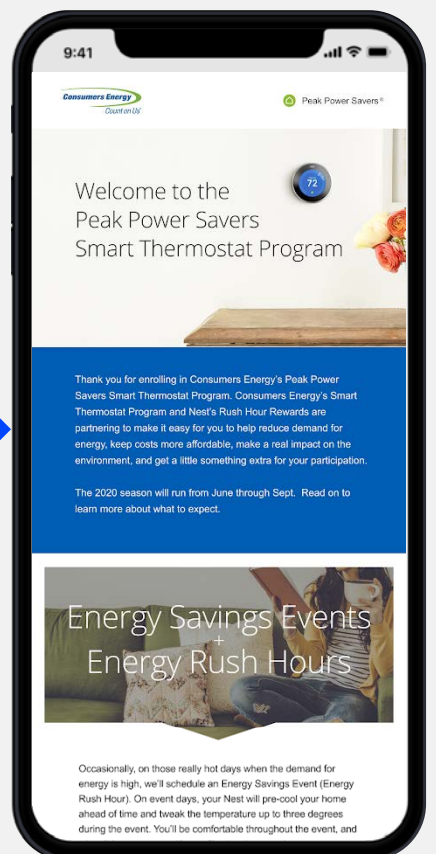 9:41
Consumers Energy
Count on Us®
Peak Power Savers®
72
Welcome to the
Peak Power Savers
Smart Thermostat Program
Thank you for enrolling in Consumers Energy's Peak Power
Savers Smart Thermostat Program. Consumers Energy's Smart
Thermostat Program and Nest's Rush Hour Rewards are
partnering to make it easy for you to help reduce demand for
energy, keep costs more affordable, make a real impact on the
environment, and get a little something extra for your participation.
The 2020 season will run from June through Sept. Read on to
learn more about what to expect.
Energy Savings Events
+
Energy Rush Hours
Occasionally, on those really hot days when the demand for
energy is high, we'll schedule an Energy Savings Event (Energy
Rush Hour). On event days, your Nest will pre-cool your home
ahead of time and tweak the temperature up to three degrees
during the event. You'll be comfortable throughout the event, and